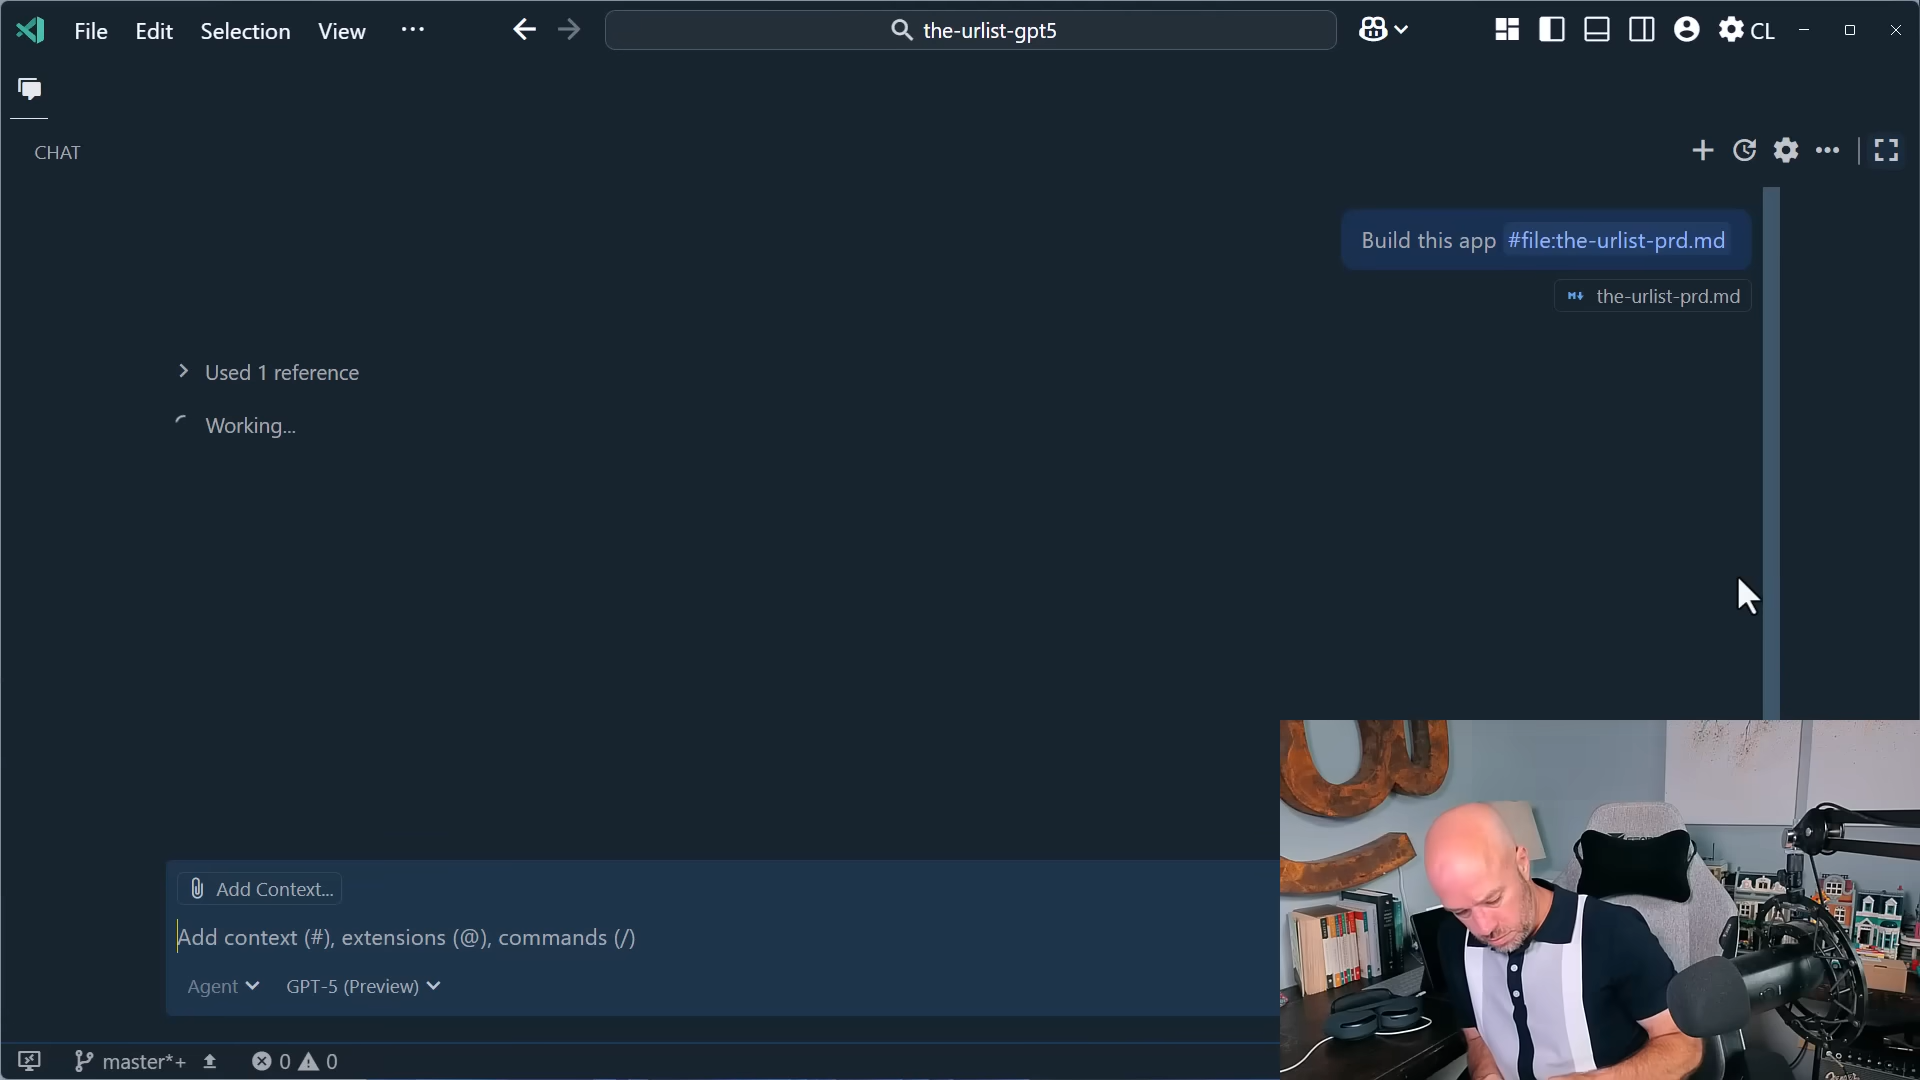 File Edit Selection View ···
the-urlist-gpt5
CL
CHAT
Build this app #file:the-urlist-prd.md
the-urlist-prd.md
Used 1 reference
Working...
Add Context...
Add context (#), extensions (@), commands (/)
Agent GPT-5 (Preview)
master*+ 0 0